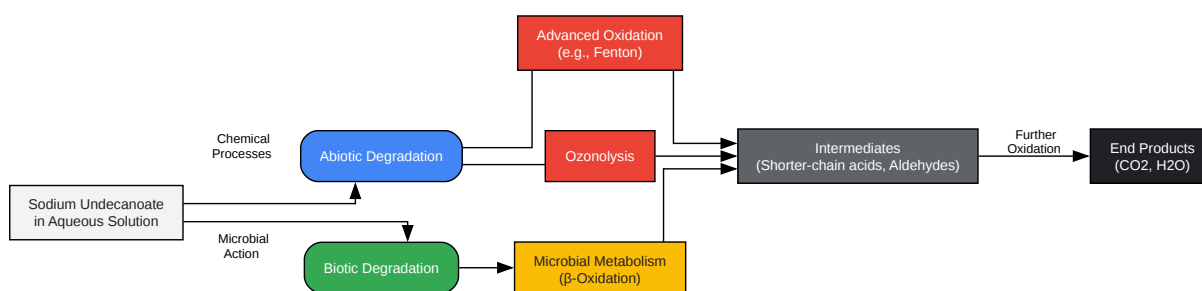 Advanced Oxidation
(e.g., Fenton)
Chemical
Processes
Abiotic Degradation
Ozonolysis
Intermediates
(Shorter-chain acids, Aldehydes)
Further
Oxidation
End Products
(CO2, H2O)
Sodium Undecanoate
in Aqueous Solution
Microbial
Action
Biotic Degradation
Microbial Metabolism
(β-Oxidation)